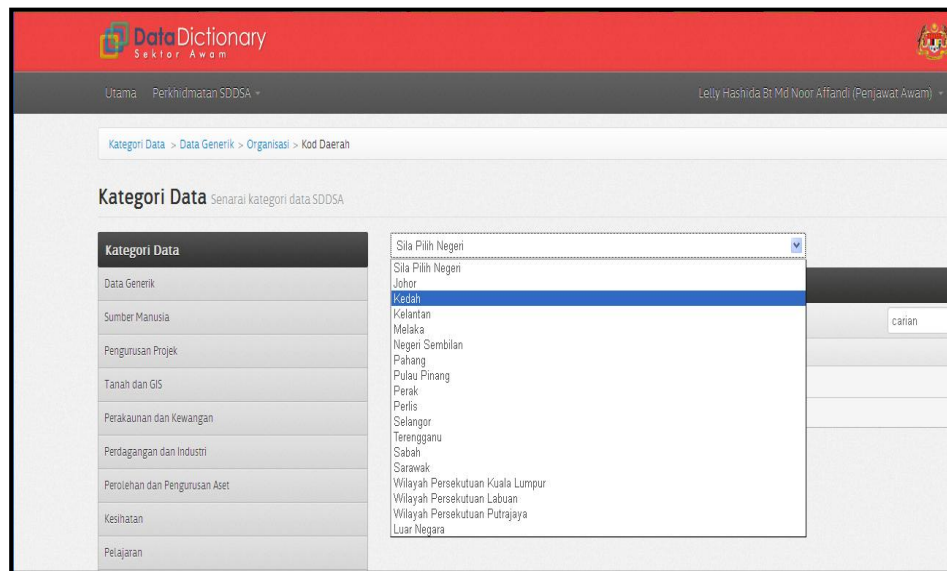 DataDictionary
Sektor Awam
Utama Perkhidmatan SDDSA
Lelly Hashida Bt Md Noor Affandi (Penjawat Awam)
Kategori Data > Data Generik > Organisasi > Kod Daerah
Kategori Data Senarai kategori data SDDSA
Kategori Data
Data Generik
Sumber Manusia
Pengurusan Projek
Tanah dan GIS
Perakaunan dan Kewangan
Perdagangan dan Industri
Perolehan dan Pengurusan Aset
Kesihatan
Pelajaran
Sila Pilih Negeri
Sila Pilih Negeri
Johor
Kedah
Kelantan
Melaka
Negeri Sembilan
Pahang
Pulau Pinang
Perak
Perlis
Selangor
Terengganu
Sabah
Sarawak
Wilayah Persekutuan Kuala Lumpur
Wilayah Persekutuan Labuan
Wilayah Persekutuan Putrajaya
Luar Negara
carian